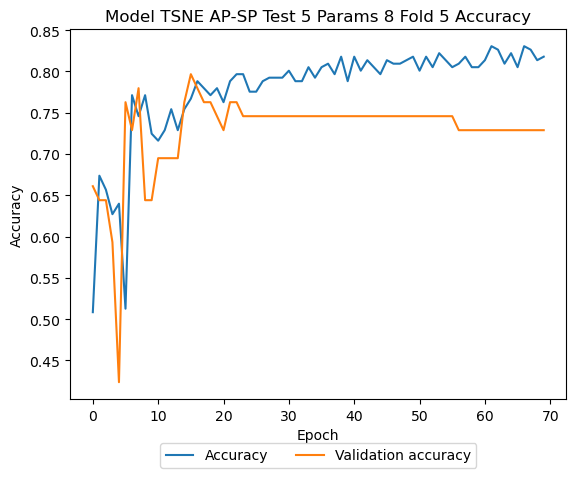 Model TSNE AP-SP Test 5 Params 8 Fold 5 Accuracy
0.85
0.80
0.75
0.70
0.65
0.60
0.55
0.50
0.45
Accuracy
0 10 20 30 40 50 60 70
Epoch
Accuracy Validation accuracy